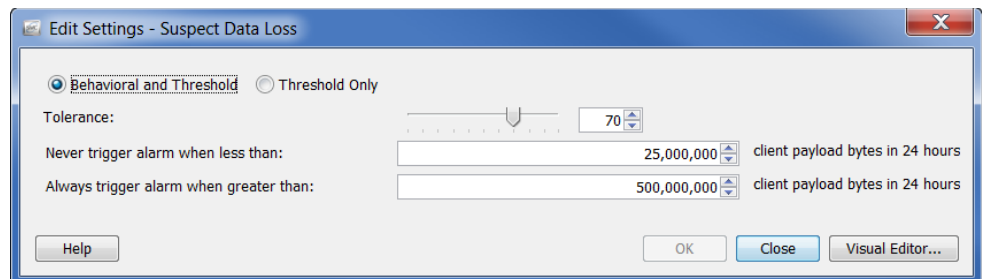 Edit Settings - Suspect Data Loss
X
Behavioral and Threshold Threshold Only
Tolerance: 70
Never trigger alarm when less than: 25,000,000 client payload bytes in 24 hours
Always trigger alarm when greater than: 500,000,000 client payload bytes in 24 hours
Help OK Close Visual Editor...